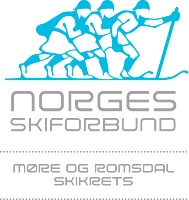 NORGES
SKIFORBUND
MØRE OG ROMSDAL
SKIKRETS